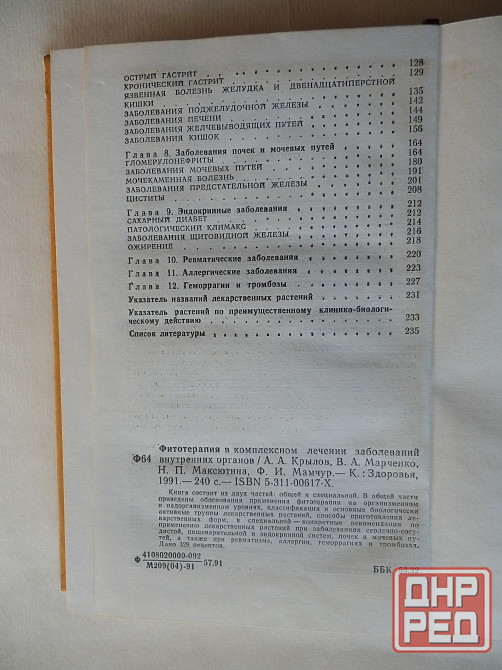 ОСТРЫЙ ГАСТРИТ 128
ХРОНИЧЕСКИЙ ГАСТРИТ 129
ЯЗВЕННАЯ БОЛЕЗНЬ ЖЕЛУДКА И ДВЕНАДЦАТИПЕРСТНОЙ
КИШКИ 135
ЗАБОЛЕВАНИЯ ПОДЖЕЛУДОЧНОЙ ЖЕЛЕЗЫ 142
ЗАБОЛЕВАНИЯ ПЕЧЕНИ 144
ЗАБОЛЕВАНИЯ ЖЕЛЧЕВЫВОДЯЩИХ ПУТЕЙ 149
ЗАБОЛЕВАНИЯ КИШОК 156
Глава 8. Заболевания почек и мочевых путей 164
ГЛОМЕРУЛОНЕФРИТЫ 164
ЗАБОЛЕВАНИЯ МОЧЕВЫХ ПУТЕЙ 180
МОЧЕКАМЕННАЯ БОЛЕЗНЬ 191
ЗАБОЛЕВАНИЯ ПРЕДСТАТЕЛЬНОЙ ЖЕЛЕЗЫ 201
ЦИСТИТЫ 208
Глава 9. Эндокринные заболевания 212
САХАРНЫЙ ДИАБЕТ 212
ПАТОЛОГИЧЕСКИЙ КЛИМАКС 214
ЗАБОЛЕВАНИЯ ЩИТОВИДНОЙ ЖЕЛЕЗЫ 216
ОЖИРЕНИЕ 218
Глава 10. Ревматические заболевания 220
Глава 11. Аллергические заболевания 223
Глава 12. Геморрагии и тромбозы 227
Указатель названий лекарственных растений 231
Указатель растений по преимущественному клинико-биологи-
ческому действию 233
Список литературы 235
Фитотерапия в комплексном лечении заболеваний
Ф64 внутренних органов / А. А. Крылов, В. А. Марченко,
Н. П. Максютина, Ф. И. Мамчур.— К.: Здоровья,
1991.— 240 с.— ISBN 5-311-00617-X.
Книга состоит из двух частей: общей и специальной. В общей части
приведены обоснования применения фитотерапии на организменном
и надорганизменном уровнях, классификация и основные биологически
активные группы лекарственных растений, способы приготовления ле-
карственных форм, в специальной — конкретные рекомендации по
применению лекарственных растений при заболеваниях сердечно-сосу-
дистой, пищеварительной и эндокринной систем, почек и мочевых пу-
тей, а также при ревматизме, аллергии, геморрагиях и тромбозах.
Дано 329 рецептов.
Ф 4108020000-092
М209(04)-91 57.91
ББК 53.52
ДНР
РЕД